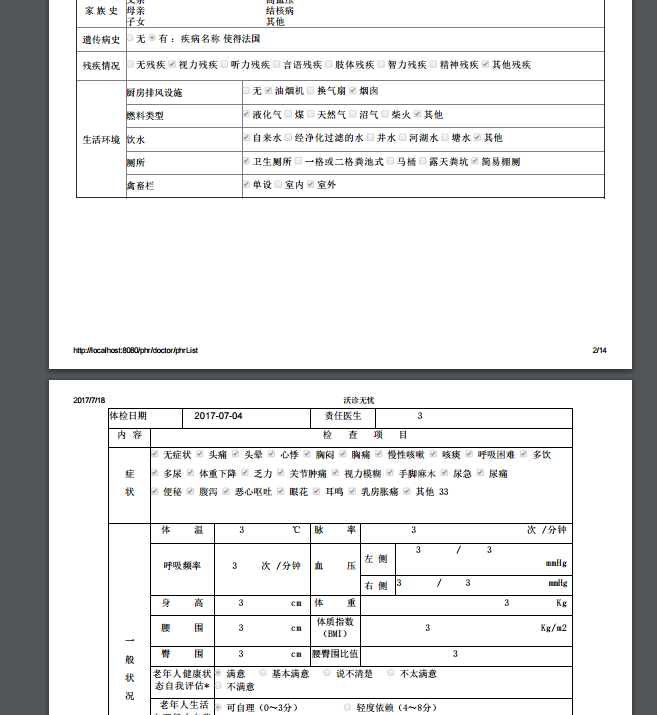 家 族 史
母亲 结核病
子女 其他
遗传病史 无 有 ：疾病名称 使得法国
残疾情况 无残疾 视力残疾 听力残疾 言语残疾 肢体残疾 智力残疾 精神残疾 其他残疾
生活环境
厨房排风设施 无 油烟机 换气扇 烟囱
燃料类型 液化气 煤 天然气 沼气 柴火 其他
饮水 自来水 经净化过滤的水 井水 河湖水 塘水 其他
厕所 卫生厕所 一格或二格粪池式 马桶 露天粪坑 简易棚厕
禽畜栏 单设 室内 室外
http://localhost:8080/phr/doctor/phrList 2/14
2017/7/18 沃诊无忧
体检日期 2017-07-04 责任医生 3
内 容 检 查 项 目
症 状
无症状 头痛 头晕 心悸 胸闷 胸痛 慢性咳嗽 咳痰 呼吸困难 多饮
多尿 体重下降 乏力 关节肿痛 视力模糊 手脚麻木 尿急 尿痛
便秘 腹泻 恶心呕吐 眼花 耳鸣 乳房胀痛 其他 33
一 般 状 况
体 温 3 ℃ 脉 率 3 次 /分钟
呼吸频率 3 次 /分钟 血 压 左 侧 3 / 3 mmHg
右 侧 3 / 3 mmHg
身 高 3 cm 体 重 3 Kg
腰 围 3 cm 体质指数（BMI） 3 Kg/m2
臀 围 3 cm 腰臀围比值 3
老年人健康状态自我评估* 满意 基本满意 说不清楚 不太满意
不满意
老年人生活 可自理（0～3分） 轻度依赖（4～8分）